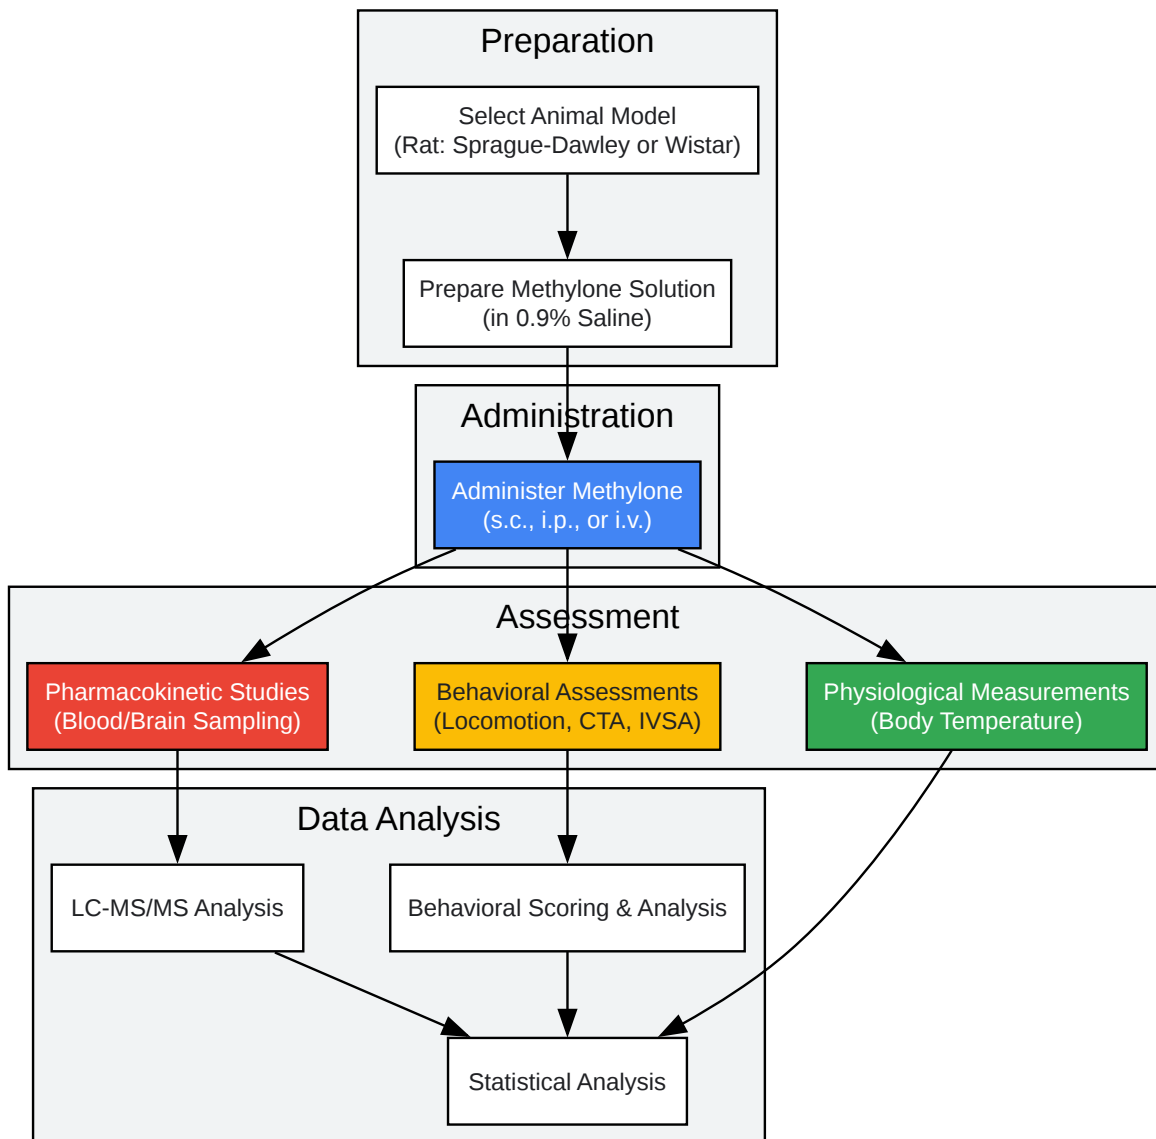 Preparation
Select Animal Model
(Rat: Sprague-Dawley or Wistar)
Prepare Methylone Solution
(in 0.9% Saline)
Administration
Administer Methylone
(s.c., i.p., or i.v.)
Assessment
Pharmacokinetic Studies
(Blood/Brain Sampling)
Behavioral Assessments
(Locomotion, CTA, IVSA)
Physiological Measurements
(Body Temperature)
Data Analysis
LC-MS/MS Analysis
Behavioral Scoring & Analysis
Statistical Analysis